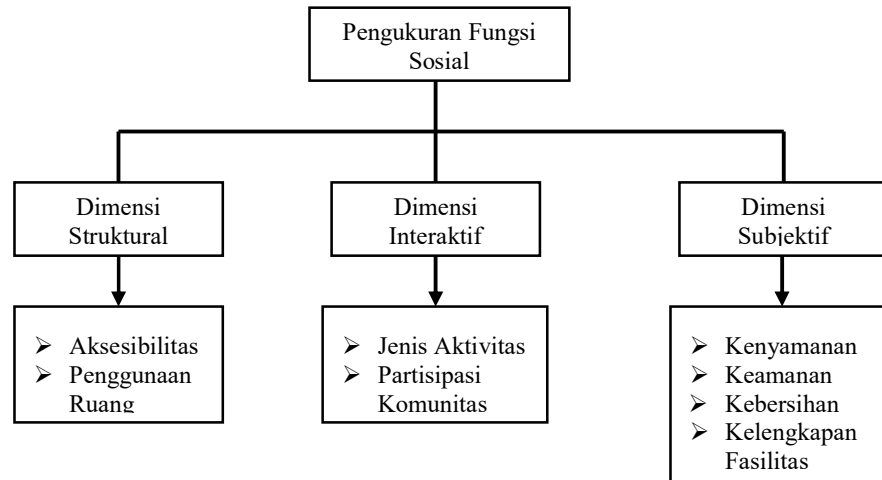 Pengukuran Fungsi
Sosial
Dimensi
Struktural
Dimensi
Interaktif
Dimensi
Subjektif
➢ Aksesibilitas
➢ Penggunaan
Ruang
➢ Jenis Aktivitas
➢ Partisipasi
Komunitas
➢ Kenyamanan
➢ Keamanan
➢ Kebersihan
➢ Kelengkapan
Fasilitas